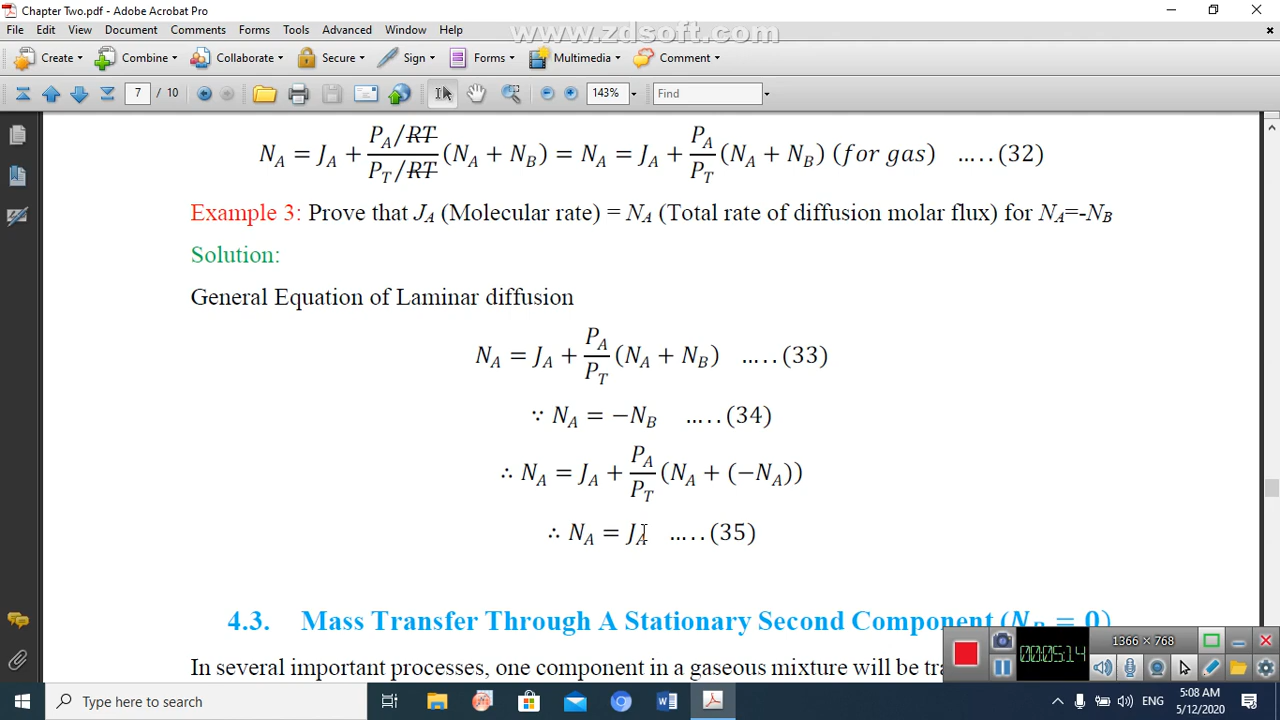 Chapter Two.pdf - Adobe Acrobat Pro
File Edit View Document Comments Forms Tools Advanced Window Help
www.zdsoft.com
Create Combine Collaborate Secure Sign Forms Multimedia Comment
7 / 10 143% Find
N_A = J_A + (P_A/RT)/(P_T/RT) (N_A + N_B) = N_A = J_A + P_A/P_T (N_A + N_B) (for gas) .....(32)
Example 3: Prove that J_A (Molecular rate) = N_A (Total rate of diffusion molar flux) for N_A=-N_B
Solution:
General Equation of Laminar diffusion
N_A = J_A + P_A/P_T (N_A + N_B) .....(33)
∵ N_A = −N_B .....(34)
∴ N_A = J_A + P_A/P_T (N_A + (−N_A))
∴ N_A = J_A .....(35)
4.3. Mass Transfer Through A Stationary Second Component (N_B = 0)
In several important processes, one component in a gaseous mixture will be tra
1366 × 768
00:05:14
Type here to search
ENG
5:08 AM
5/12/2020